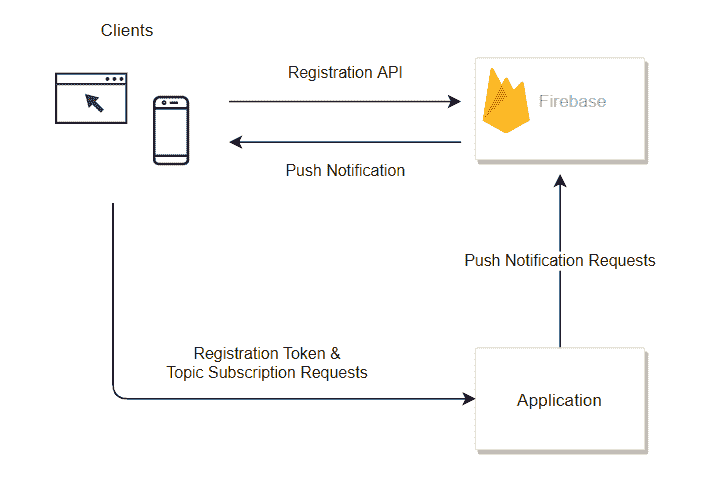 Clients
Registration API
Firebase
Push Notification
Push Notification Requests
Registration Token &
Topic Subscription Requests
Application